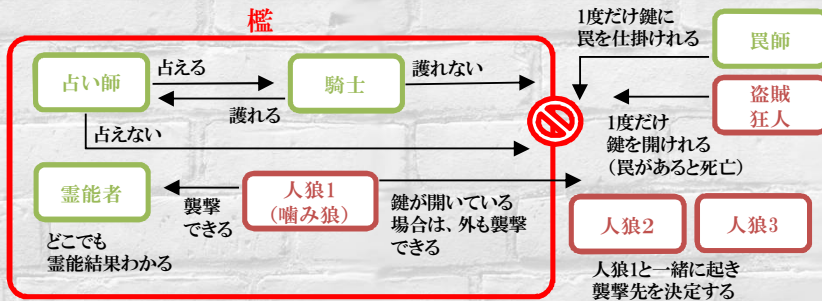 檻
占い師
占える
騎士
護れない
護れる
占えない
霊能者
襲撃
できる
人狼1
(噛み狼)
鍵が開いている
場合は、外も襲撃
できる
どこでも
霊能結果わかる
1度だけ鍵に
罠を仕掛けれる
罠師
盗賊
狂人
1度だけ
鍵を開けれる
(罠があると死亡)
人狼2
人狼3
人狼1と一緒に起き
襲撃先を決定する